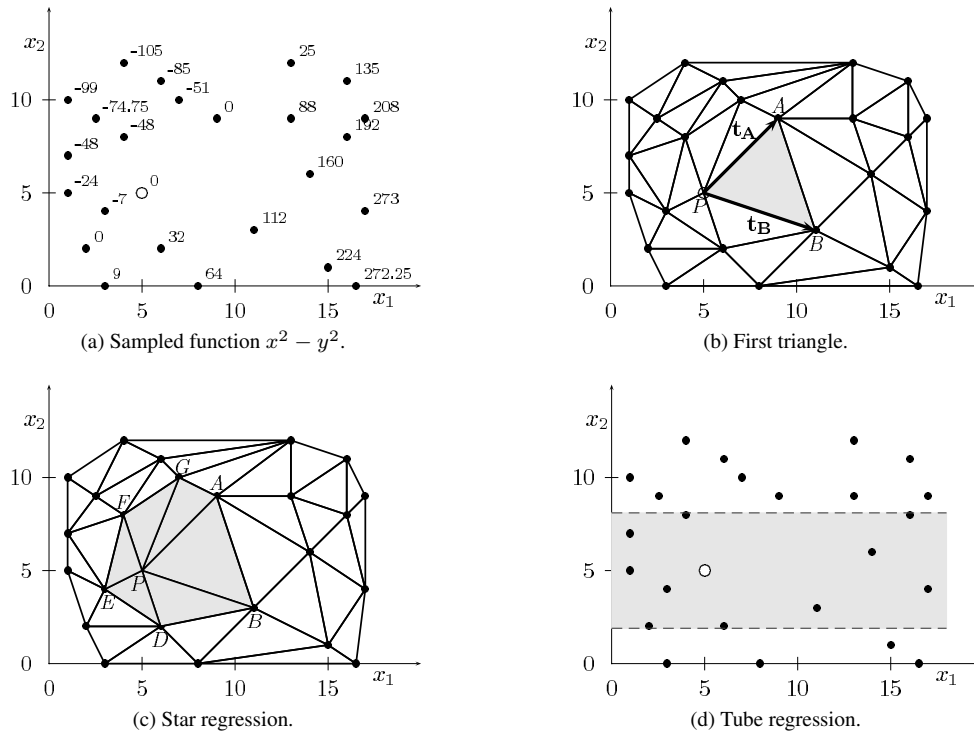 x2
-105
25
-85
135
-99
-51
10
-74.75
0
88
208
-48
192
-48
160
-24
0
5
-7
273
112
0
32
224
9
64
272.25
0
0
5
10
15
x1
(a) Sampled function x² − y².
x2
10
A
tA
5
P
tB
B
0
0
5
10
15
x1
(b) First triangle.
x2
10
G
A
F
5
P
E
B
D
0
0
5
10
15
x1
(c) Star regression.
x2
10
5
0
0
5
10
15
x1
(d) Tube regression.